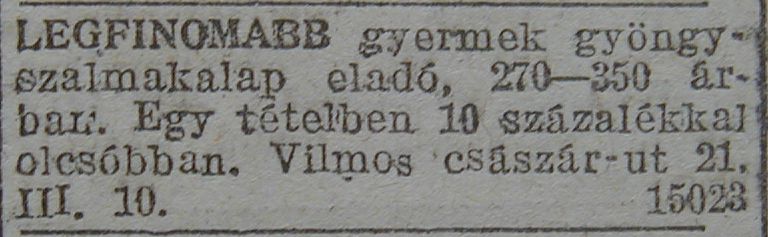 LEGFINOMABB gyermek gyöngy-
szalmakalap eladó, 270—350 ár-
ban. Egy tételben 10 százalékkal
olcsóbban. Vilmos császár-ut 21.
III. 10. 15023